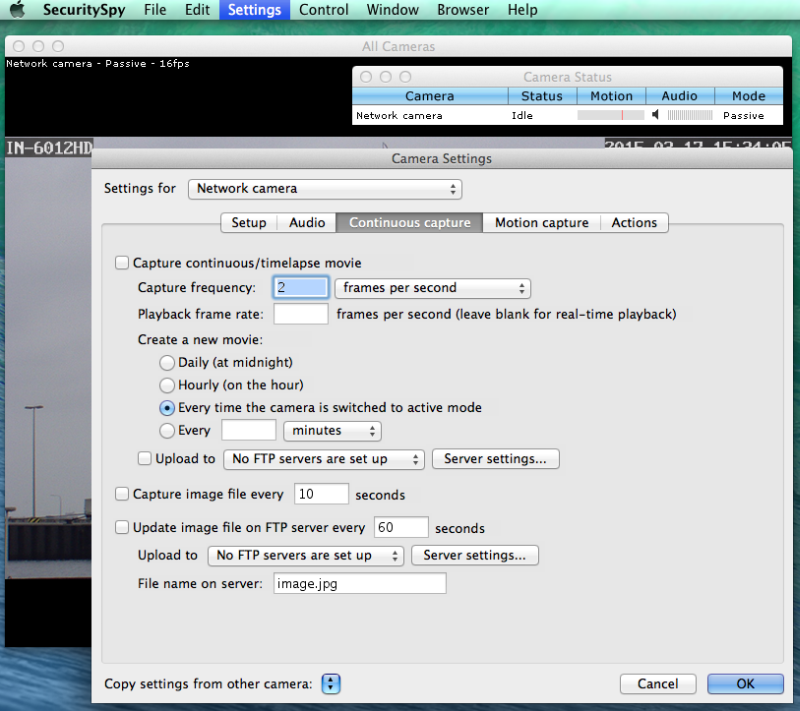 SecuritySpy File Edit Settings Control Window Browser Help
All Cameras
Network camera - Passive - 16fps
Camera Status
Camera Status Motion Audio Mode
Network camera Idle Passive
IN-6012HD 2015-03-17 15:34:05
Camera Settings
Settings for Network camera
Setup Audio Continuous capture Motion capture Actions
Capture continuous/timelapse movie
Capture frequency: 2 frames per second
Playback frame rate: frames per second (leave blank for real-time playback)
Create a new movie:
Daily (at midnight)
Hourly (on the hour)
Every time the camera is switched to active mode
Every minutes
Upload to No FTP servers are set up Server settings...
Capture image file every 10 seconds
Update image file on FTP server every 60 seconds
Upload to No FTP servers are set up Server settings...
File name on server: image.jpg
Copy settings from other camera: Cancel OK